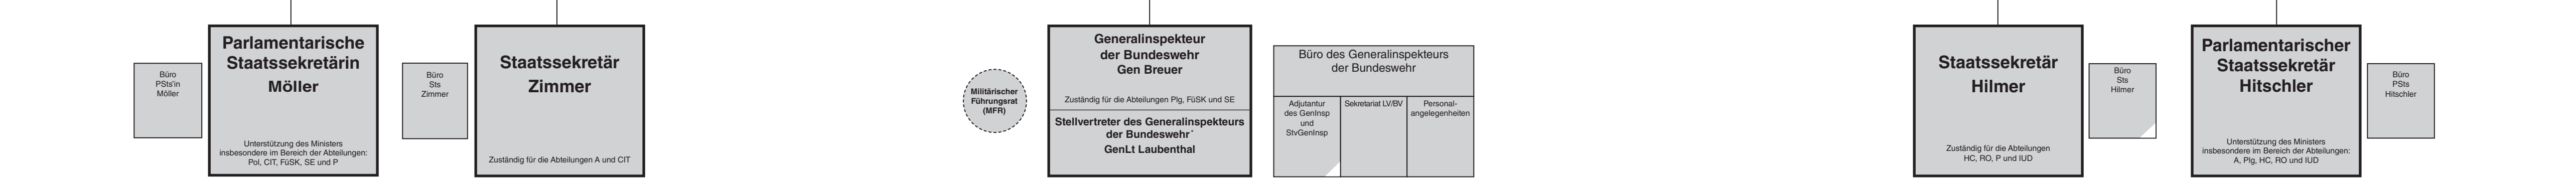 Büro
PSts'in
Möller
Parlamentarische
Staatssekretärin
Möller
Unterstützung des Ministers
insbesondere im Bereich der Abteilungen:
Pol, CIT, FüSK, SE und P
Büro
Sts
Zimmer
Staatssekretär
Zimmer
Zuständig für die Abteilungen A und CIT
Militärischer
Führungsrat
(MFR)
Generalinspekteur
der Bundeswehr
Gen Breuer
Zuständig für die Abteilungen Plg, FüSK und SE
Stellvertreter des Generalinspekteurs
der Bundeswehr*
GenLt Laubenthal
Büro des Generalinspekteurs
der Bundeswehr
Adjutantur
des GenInsp
und
StvGenInsp
Sekretariat LV/BV
Personal-
angelegenheiten
Staatssekretär
Hilmer
Zuständig für die Abteilungen
HC, RO, P und IUD
Büro
Sts
Hilmer
Parlamentarischer
Staatssekretär
Hitschler
Unterstützung des Ministers
insbesondere im Bereich der Abteilungen:
A, Plg, HC, RO und IUD
Büro
PSts
Hitschler